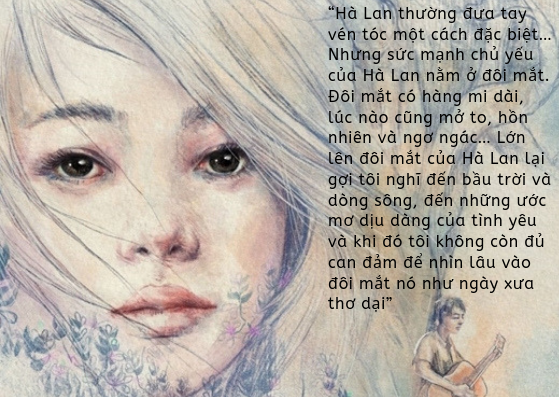 “Hà Lan thường đưa tay
vén tóc một cách đặc biệt...
Nhưng sức mạnh chủ yếu
của Hà Lan nằm ở đôi mắt.
Đôi mắt có hàng mi dài,
lúc nào cũng mở to, hồn
nhiên và ngơ ngác... Lớn
lên đôi mắt của Hà Lan lại
gợi tôi nghĩ đến bầu trời và
dòng sông, đến những ước
mơ dịu dàng của tình yêu
và khi đó tôi không còn đủ
can đảm để nhìn lâu vào
đôi mắt nó như ngày xưa
thơ dại”